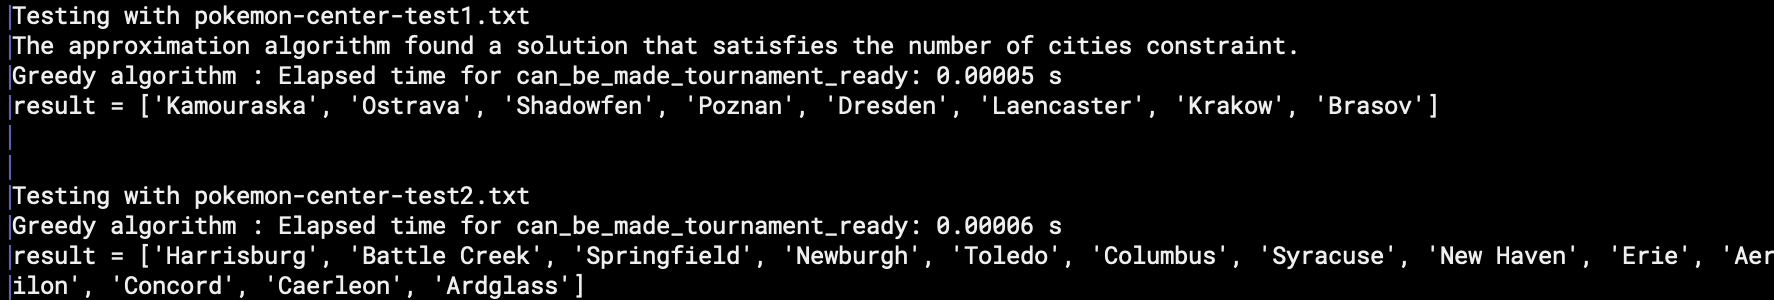 Testing with pokemon-center-test1.txt
The approximation algorithm found a solution that satisfies the number of cities constraint.
Greedy algorithm : Elapsed time for can_be_made_tournament_ready: 0.00005 s
result = ['Kamouraska', 'Ostrava', 'Shadowfen', 'Poznan', 'Dresden', 'Laencaster', 'Krakow', 'Brasov']
Testing with pokemon-center-test2.txt
Greedy algorithm : Elapsed time for can_be_made_tournament_ready: 0.00006 s
result = ['Harrisburg', 'Battle Creek', 'Springfield', 'Newburgh', 'Toledo', 'Columbus', 'Syracuse', 'New Haven', 'Erie', 'Aer
ilon', 'Concord', 'Caerleon', 'Ardglass']